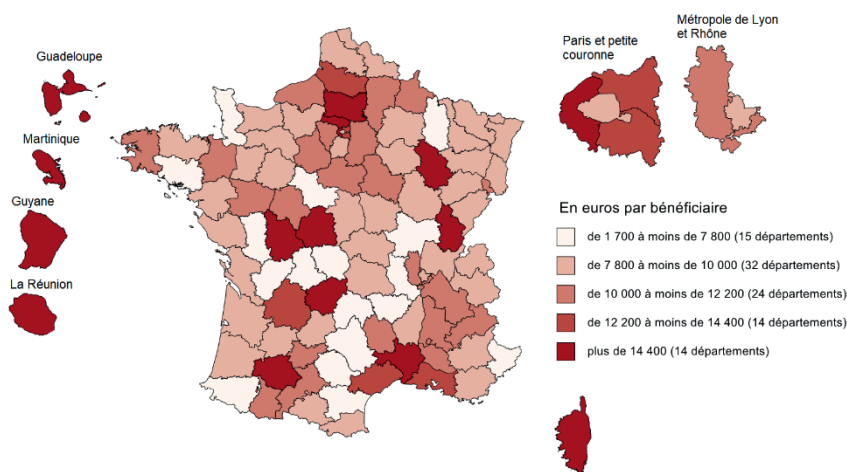 Guadeloupe
Martinique
Guyane
La Réunion
Paris et petite
couronne
Métropole de Lyon
et Rhône
En euros par bénéficiaire
de 1 700 à moins de 7 800 (15 départements)
de 7 800 à moins de 10 000 (32 départements)
de 10 000 à moins de 12 200 (24 départements)
de 12 200 à moins de 14 400 (14 départements)
plus de 14 400 (14 départements)